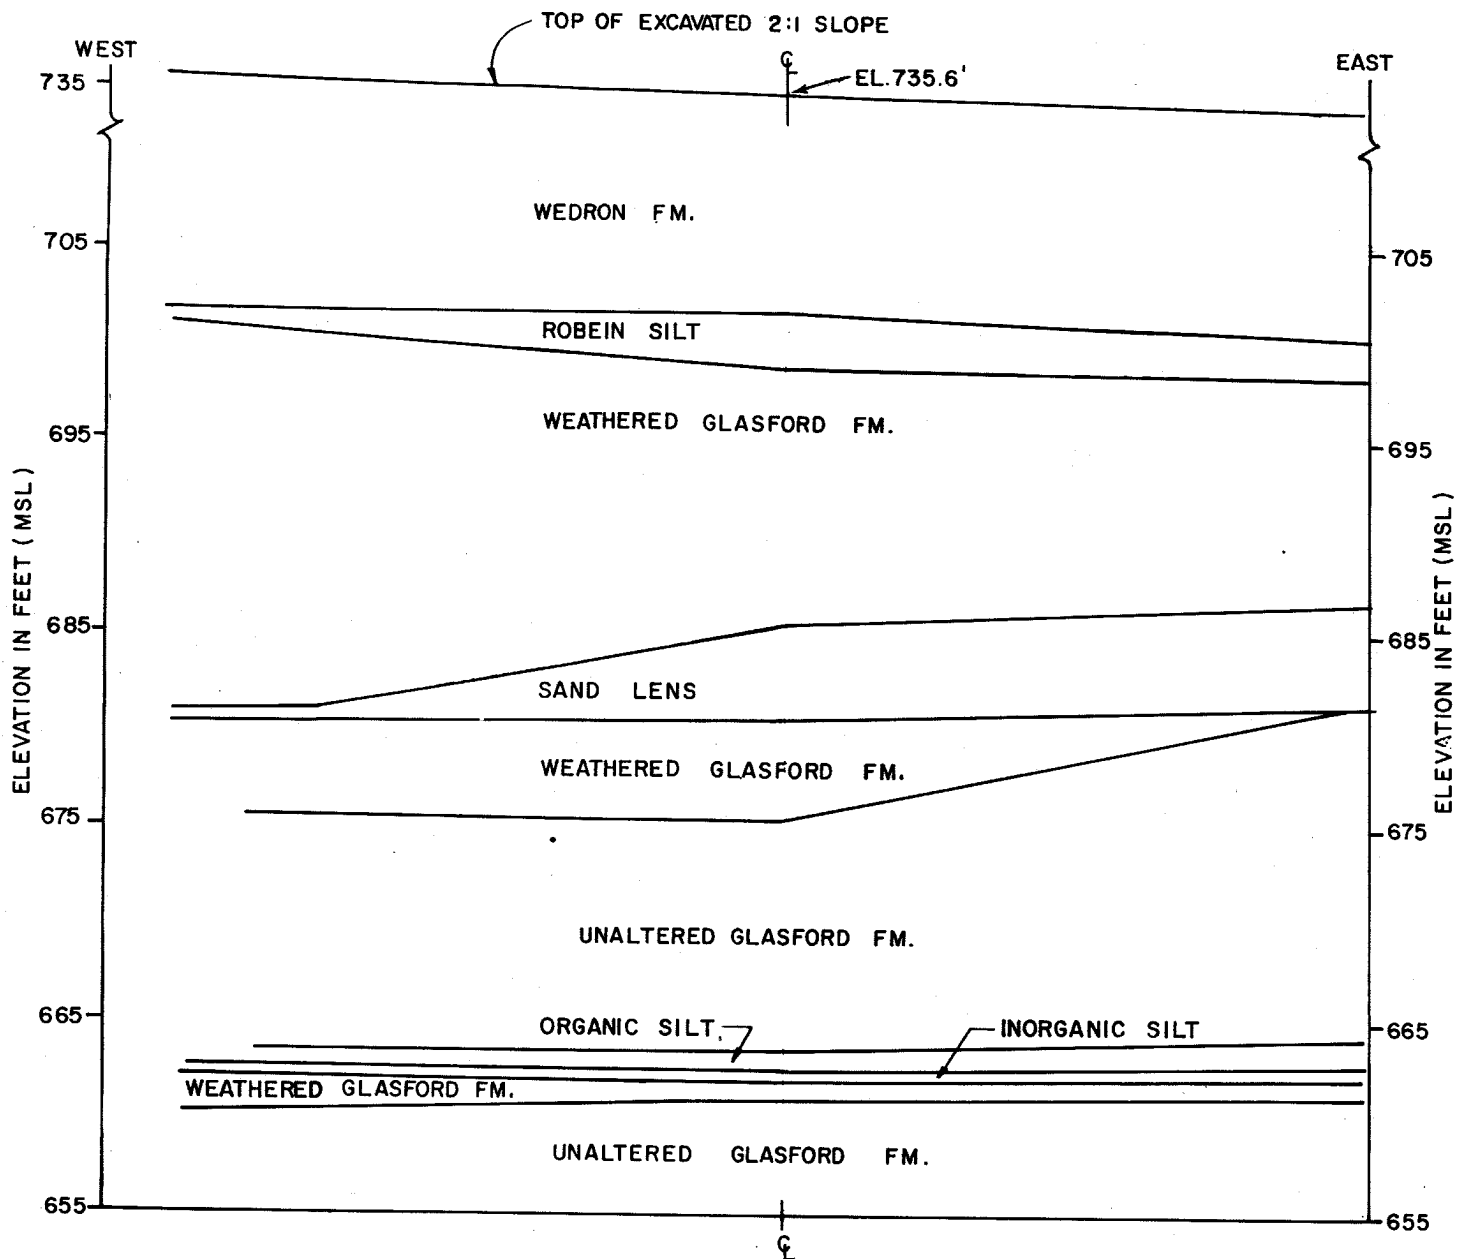 TOP OF EXCAVATED 2:1 SLOPE
WEST
EAST
℄
735
EL.735.6'
WEDRON FM.
705
705
ROBEIN SILT
WEATHERED GLASFORD FM.
695
695
ELEVATION IN FEET (MSL)
ELEVATION IN FEET (MSL)
685
685
SAND LENS
WEATHERED GLASFORD FM.
675
675
UNALTERED GLASFORD FM.
665
665
ORGANIC SILT
INORGANIC SILT
WEATHERED GLASFORD FM.
UNALTERED GLASFORD FM.
655
655
℄